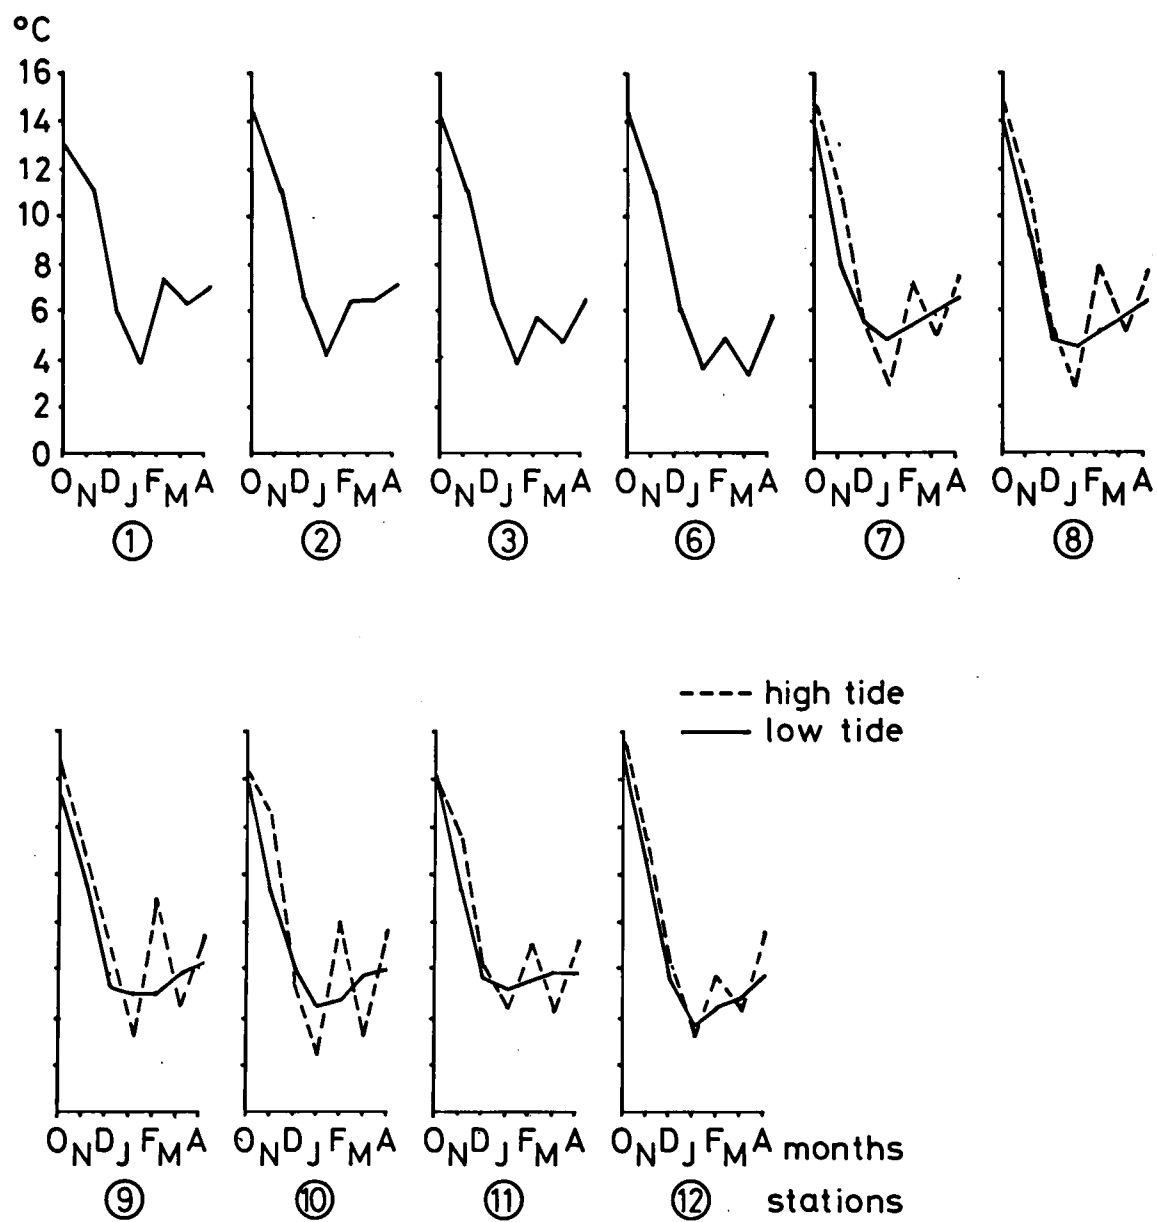 °C
16
14
12
10
8
6
4
2
0
O N D J F M A O N D J F M A O N D J F M A O N D J F M A O N D J F M A O N D J F M A
1 2 3 6 7 8
high tide
low tide
O N D J F M A O N D J F M A O N D J F M A O N D J F M A months
9 10 11 12 stations